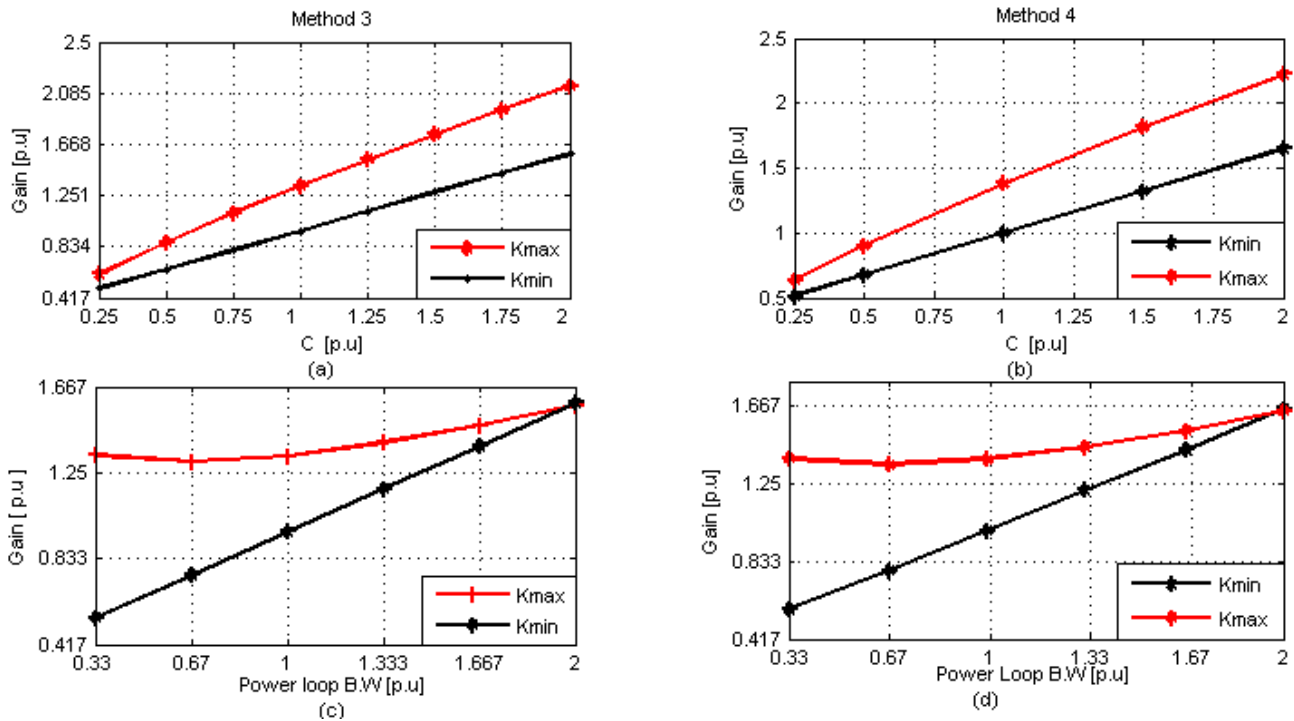 Method 3
Gain [p.u]
2.5
2.085
1.668
1.251
0.834
0.417
Kmax
Kmin
0.25 0.5 0.75 1 1.25 1.5 1.75 2
C [p.u]
(a)
Method 4
Gain [p.u
2.5
2
1.5
1
0.5
Kmin
Kmax
0.25 0.5 0.75 1 1.25 1.5 1.75 2
C [p.u]
(b)
Gain [ p.u]
1.667
1.25
0.833
0.417
Kmax
Kmin
0.33 0.67 1 1.333 1.667 2
Power loop B.W [p.u]
(c)
Gain [p.u]
1.667
1.25
0.833
0.417
Kmin
Kmax
0.33 0.67 1 1.33 1.67 2
Power Loop B.W [p.u]
(d)